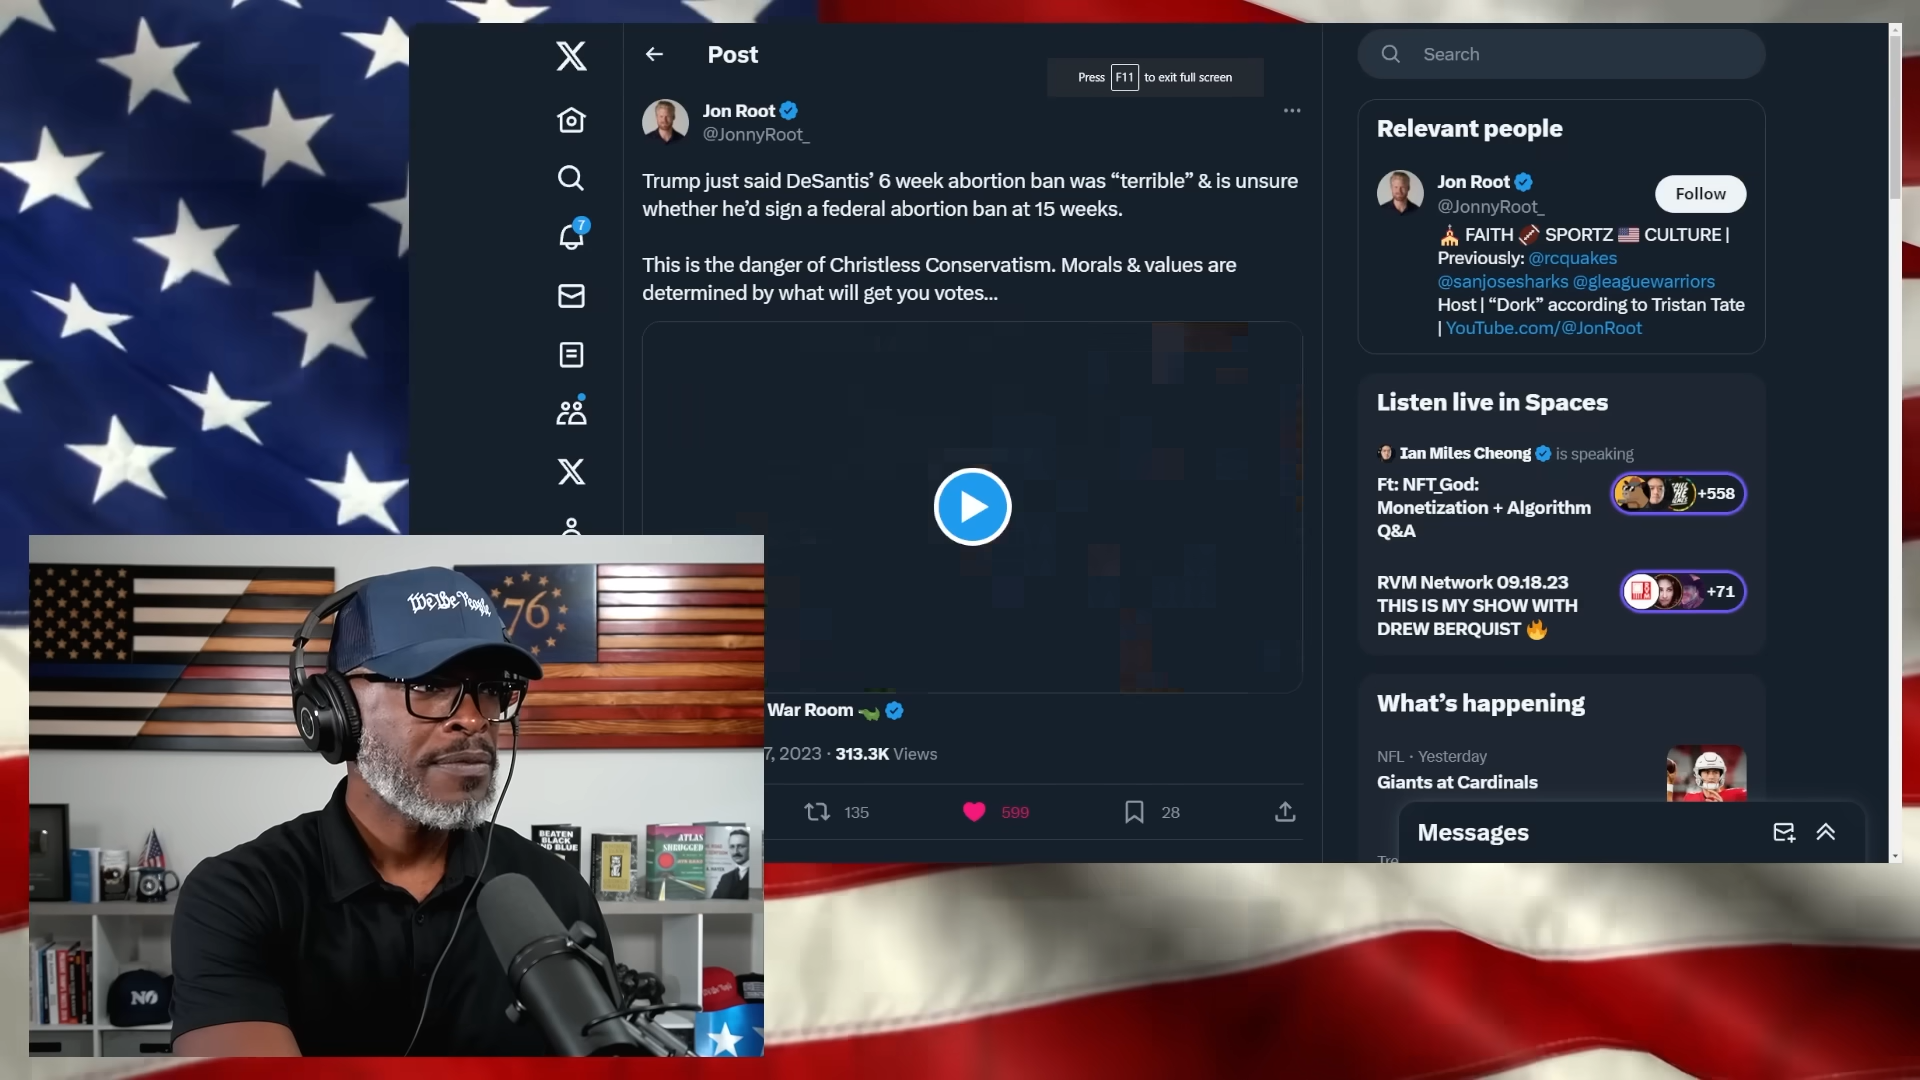 Post
Press F11 to exit full screen
Jon Root
@JonnyRoot_
Trump just said DeSantis’ 6 week abortion ban was “terrible” & is unsure
whether he’d sign a federal abortion ban at 15 weeks.
This is the danger of Christless Conservatism. Morals & values are
determined by what will get you votes...
7
War Room
7, 2023 · 313.3K Views
135
599
28
Search
Relevant people
Jon Root
@JonnyRoot_
Follow
FAITH SPORTZ CULTURE |
Previously: @rcquakes
@sanjosesharks @gleaguewarriors
Host | “Dork” according to Tristan Tate
| YouTube.com/@JonRoot
Listen live in Spaces
Ian Miles Cheong is speaking
Ft: NFT_God:
Monetization + Algorithm
Q&A
+558
RVM Network 09.18.23
THIS IS MY SHOW WITH
DREW BERQUIST
+71
What’s happening
NFL · Yesterday
Giants at Cardinals
Messages
Tre
We the People
76
BEATEN
BLACK
AND BLUE
ATLAS
SHRUGGED
NO